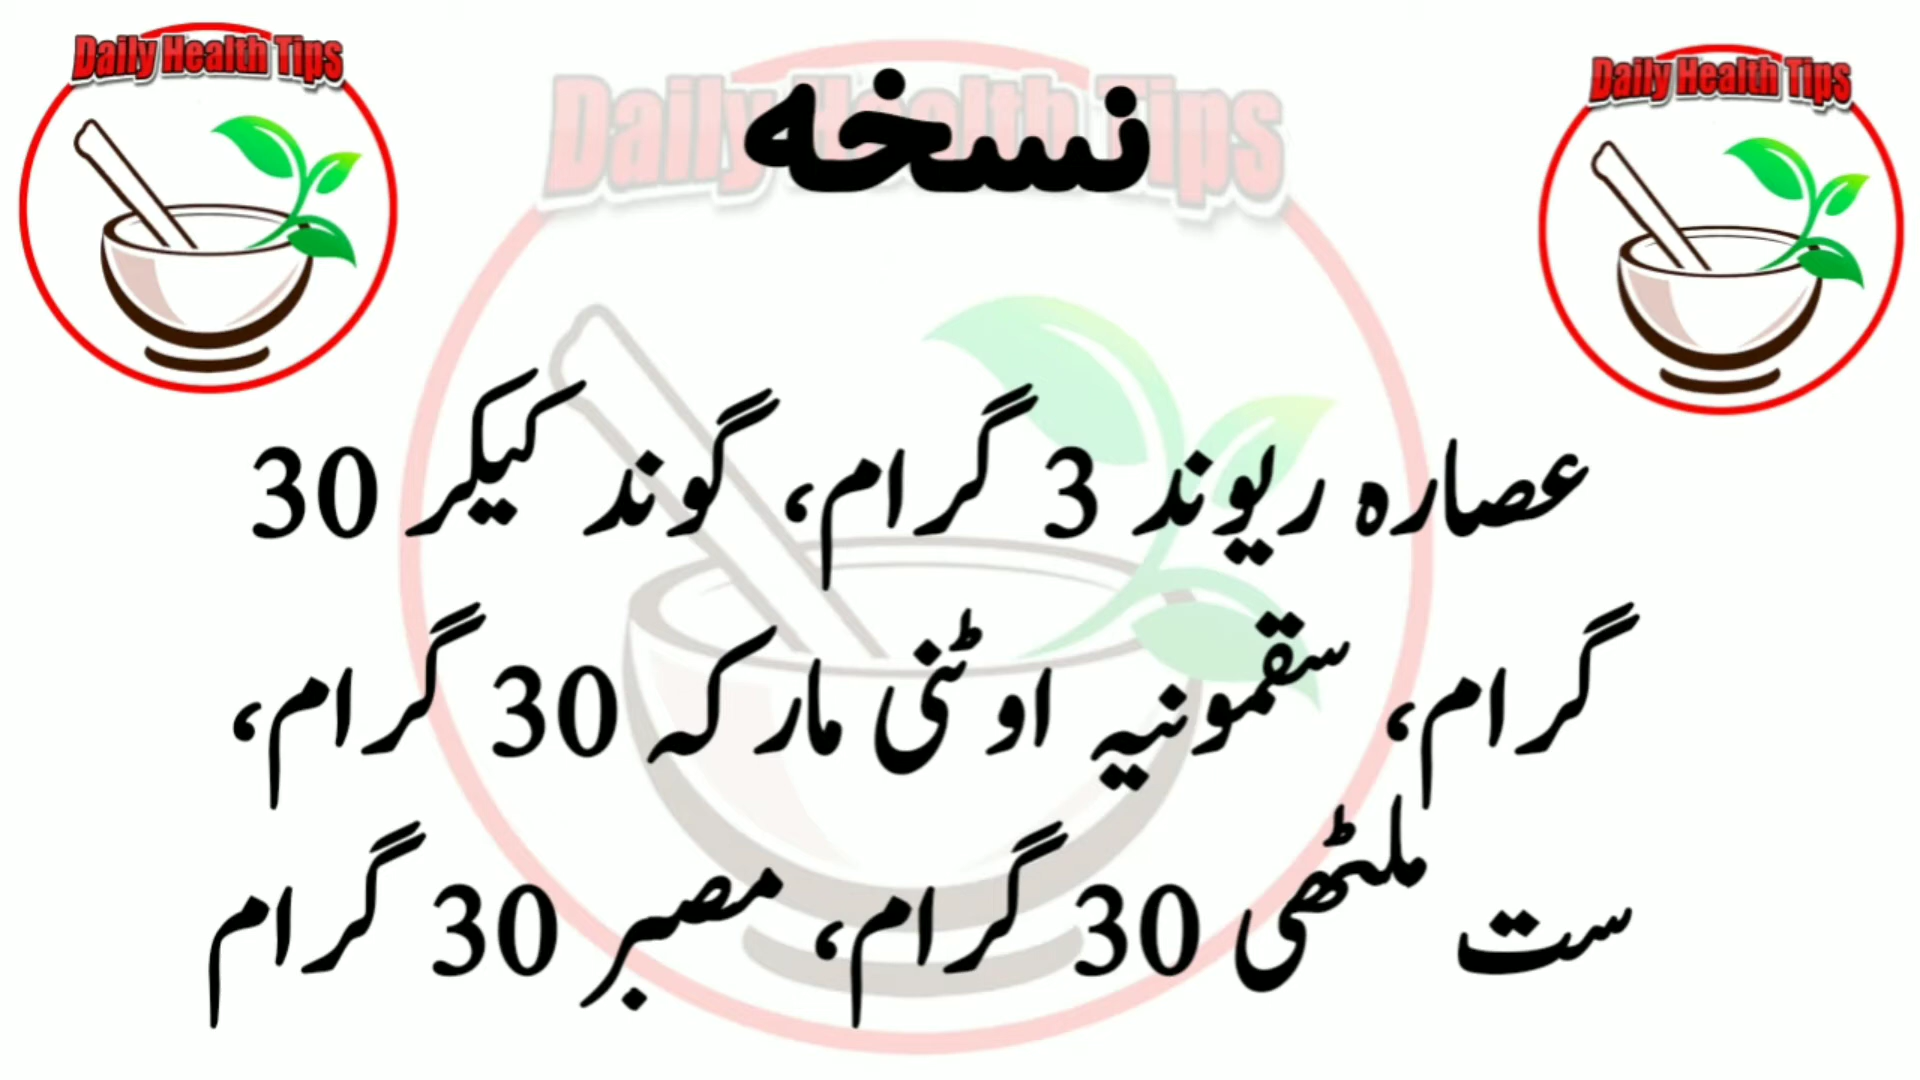 Daily Health Tips
Daily Health Tips
Daily Health Tips
نسخہ
عصارہ ریوند 3 گرام، گوند کیکر 30
گرام، سقمونیہ اوٹنی مارکہ 30 گرام،
ست ملٹھی 30 گرام، مصبر 30 گرام